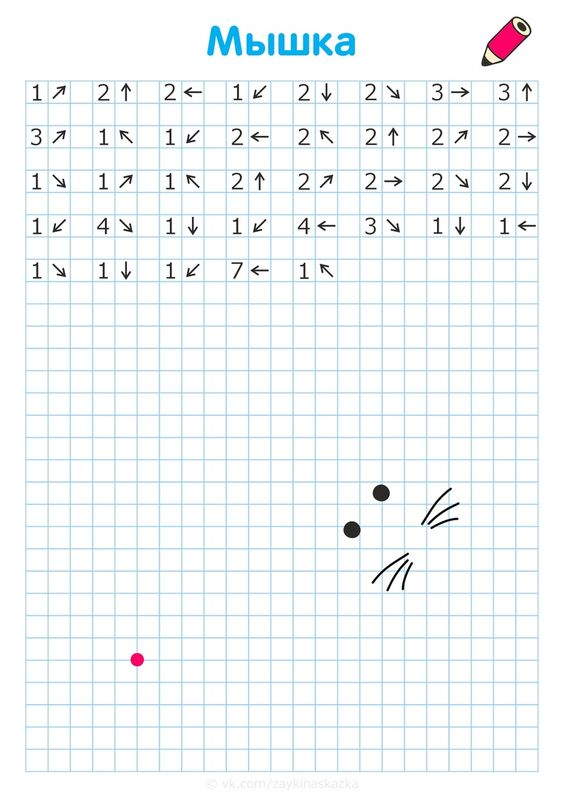 Мышка
1 ↗ 2 ↑ 2 ← 1 ↙ 2 ↓ 2 ↘ 3 → 3 ↑
3 ↗ 1 ↖ 1 ↙ 2 ← 2 ↖ 2 ↑ 2 ↗ 2 →
1 ↘ 1 ↗ 1 ↖ 2 ↑ 2 ↗ 2 → 2 ↘ 2 ↓
1 ↙ 4 ↘ 1 ↓ 1 ↙ 4 ← 3 ↘ 1 ↓ 1 ←
1 ↘ 1 ↓ 1 ↙ 7 ← 1 ↖
© vk.com/zaykinaskazka